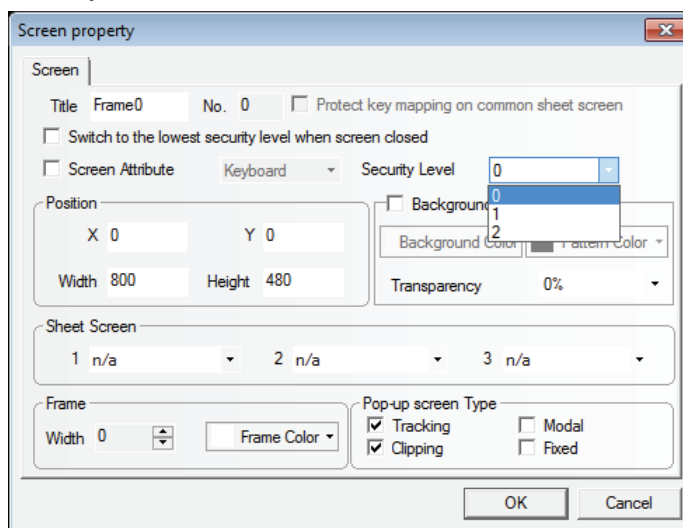 Screen property
Screen
Title Frame0 No. 0 Protect key mapping on common sheet screen
Switch to the lowest security level when screen closed
Screen Attribute Keyboard Security Level 0
0
1
2
Position
X 0 Y 0
Width 800 Height 480
Background
Background Color Pattern Color
Transparency 0%
Sheet Screen
1 n/a 2 n/a 3 n/a
Frame
Width 0 Frame Color
Pop-up screen Type
Tracking Modal
Clipping Fixed
OK Cancel